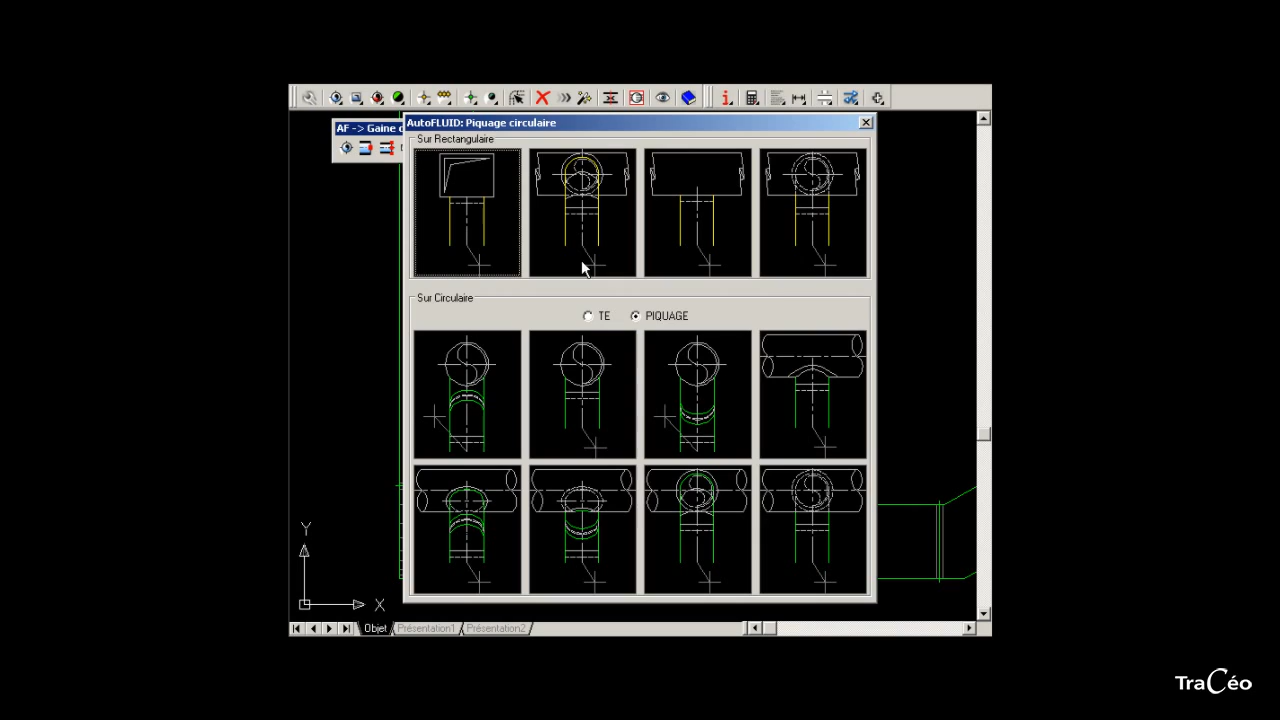 AF -> Gaine
AutoFLUID: Piquage circulaire
Sur Rectangulaire
Sur Circulaire
TE
PIQUAGE
Y
X
Objet
Présentation1
Présentation2
TraCéo